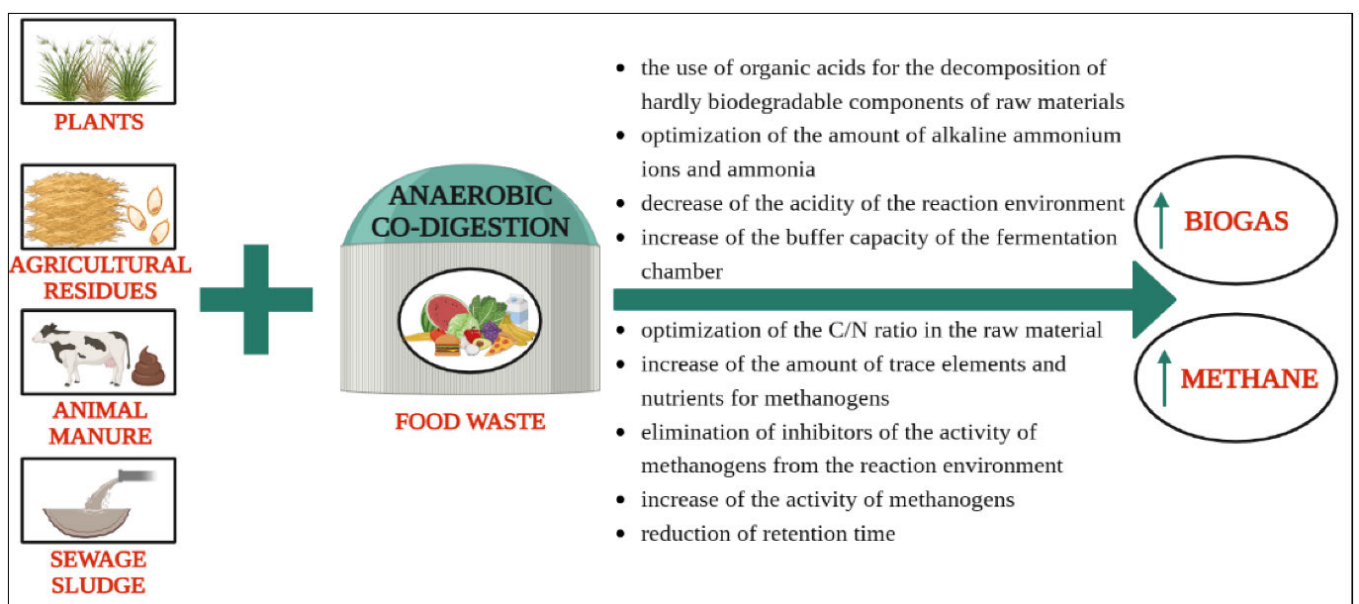 PLANTS
AGRICULTURAL
RESIDUES
ANIMAL
MANURE
SEWAGE
SLUDGE
ANAEROBIC
CO-DIGESTION
FOOD WASTE
• the use of organic acids for the decomposition of
hardly biodegradable components of raw materials
• optimization of the amount of alkaline ammonium
ions and ammonia
• decrease of the acidity of the reaction environment
• increase of the buffer capacity of the fermentation
chamber
• optimization of the C/N ratio in the raw material
• increase of the amount of trace elements and
nutrients for methanogens
• elimination of inhibitors of the activity of
methanogens from the reaction environment
• increase of the activity of methanogens
• reduction of retention time
BIOGAS
METHANE